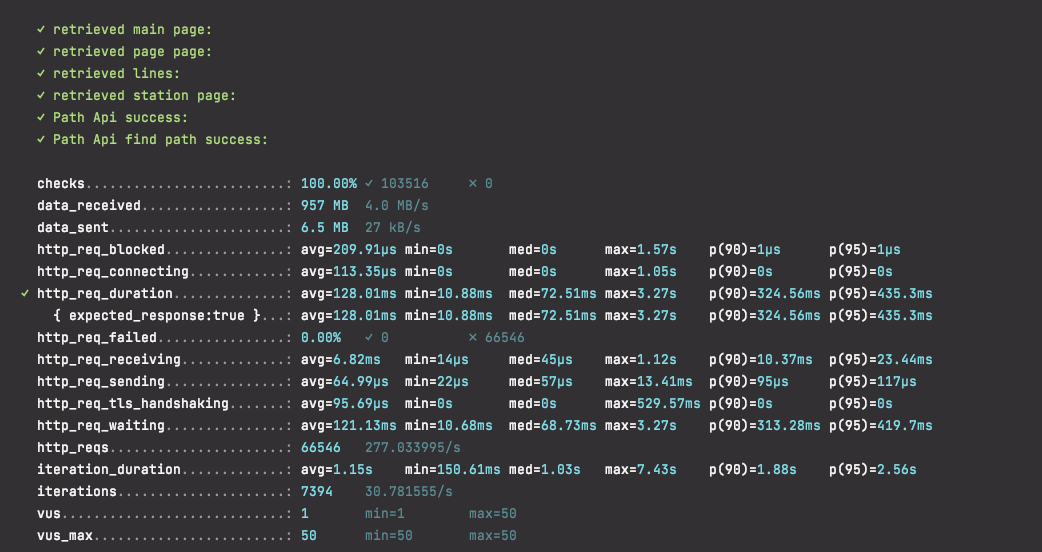 ✓ retrieved main page:
✓ retrieved page page:
✓ retrieved lines:
✓ retrieved station page:
✓ Path Api success:
✓ Path Api find path success:
checks.........................: 100.00% ✓ 103516 ✕ 0
data_received..................: 957 MB 4.0 MB/s
data_sent......................: 6.5 MB 27 kB/s
http_req_blocked...............: avg=209.91µs min=0s med=0s max=1.57s p(90)=1µs p(95)=1µs
http_req_connecting............: avg=113.35µs min=0s med=0s max=1.05s p(90)=0s p(95)=0s
✓ http_req_duration..............: avg=128.01ms min=10.88ms med=72.51ms max=3.27s p(90)=324.56ms p(95)=435.3ms
{ expected_response:true }...: avg=128.01ms min=10.88ms med=72.51ms max=3.27s p(90)=324.56ms p(95)=435.3ms
http_req_failed................: 0.00% ✓ 0 ✕ 66546
http_req_receiving.............: avg=6.82ms min=14µs med=45µs max=1.12s p(90)=10.37ms p(95)=23.44ms
http_req_sending...............: avg=64.99µs min=22µs med=57µs max=13.41ms p(90)=95µs p(95)=117µs
http_req_tls_handshaking.......: avg=95.69µs min=0s med=0s max=529.57ms p(90)=0s p(95)=0s
http_req_waiting...............: avg=121.13ms min=10.68ms med=68.73ms max=3.27s p(90)=313.28ms p(95)=419.7ms
http_reqs......................: 66546 277.033995/s
iteration_duration.............: avg=1.15s min=150.61ms med=1.03s max=7.43s p(90)=1.88s p(95)=2.56s
iterations.....................: 7394 30.781555/s
vus............................: 1 min=1 max=50
vus_max........................: 50 min=50 max=50